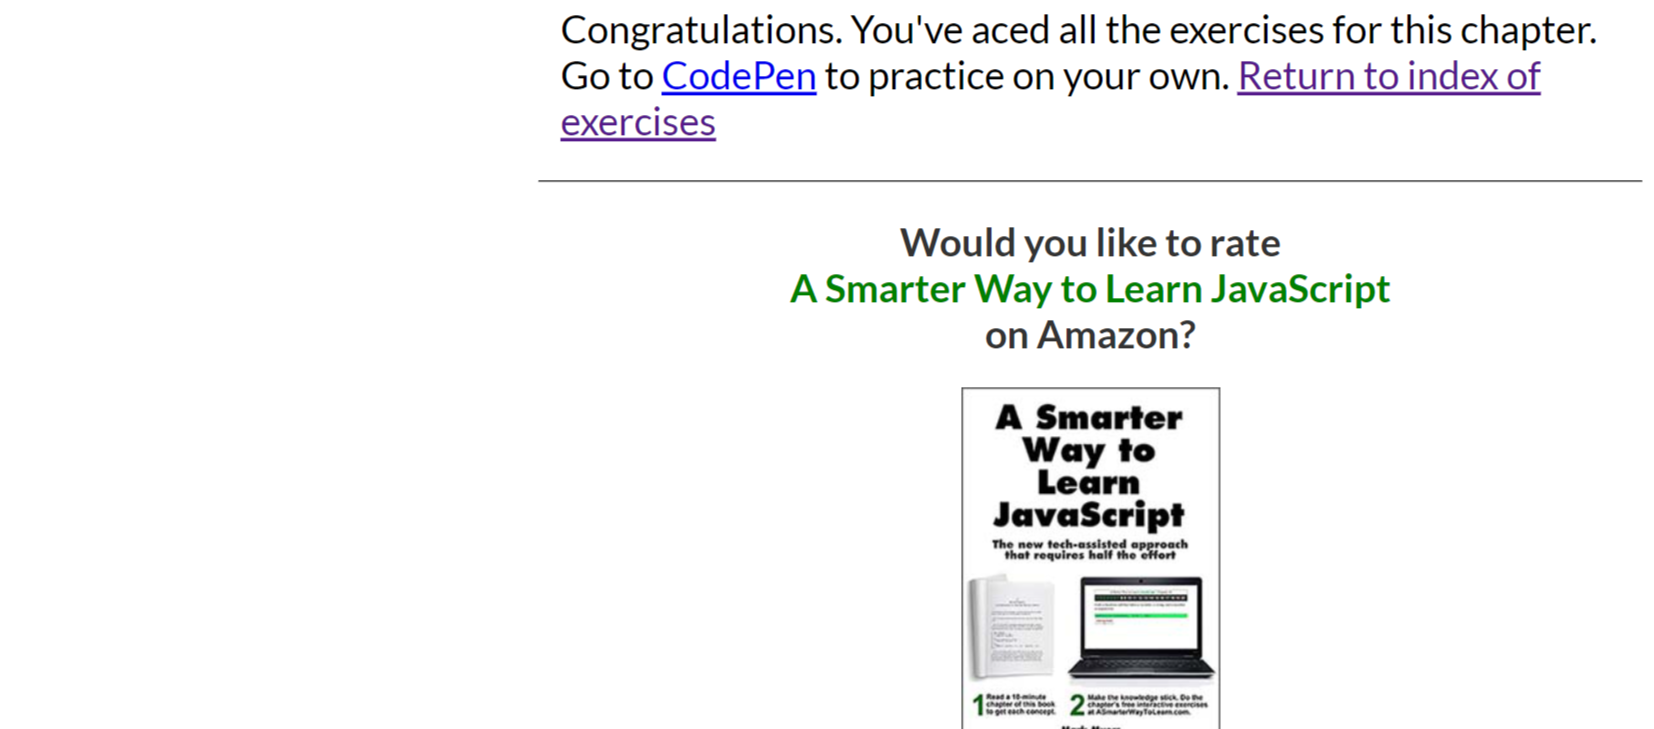 Congratulations. You've aced all the exercises for this chapter.
Go to CodePen to practice on your own. Return to index of
exercises
Would you like to rate
A Smarter Way to Learn JavaScript
on Amazon?
A Smarter
Way to
Learn
JavaScript
The new tech-assisted approach
that requires half the effort
1 Read a 10-minute
chapter of this book
to get each concept.
2 Make the knowledge stick. Do the
chapter's free interactive exercises
at ASmarterWayToLearn.com.